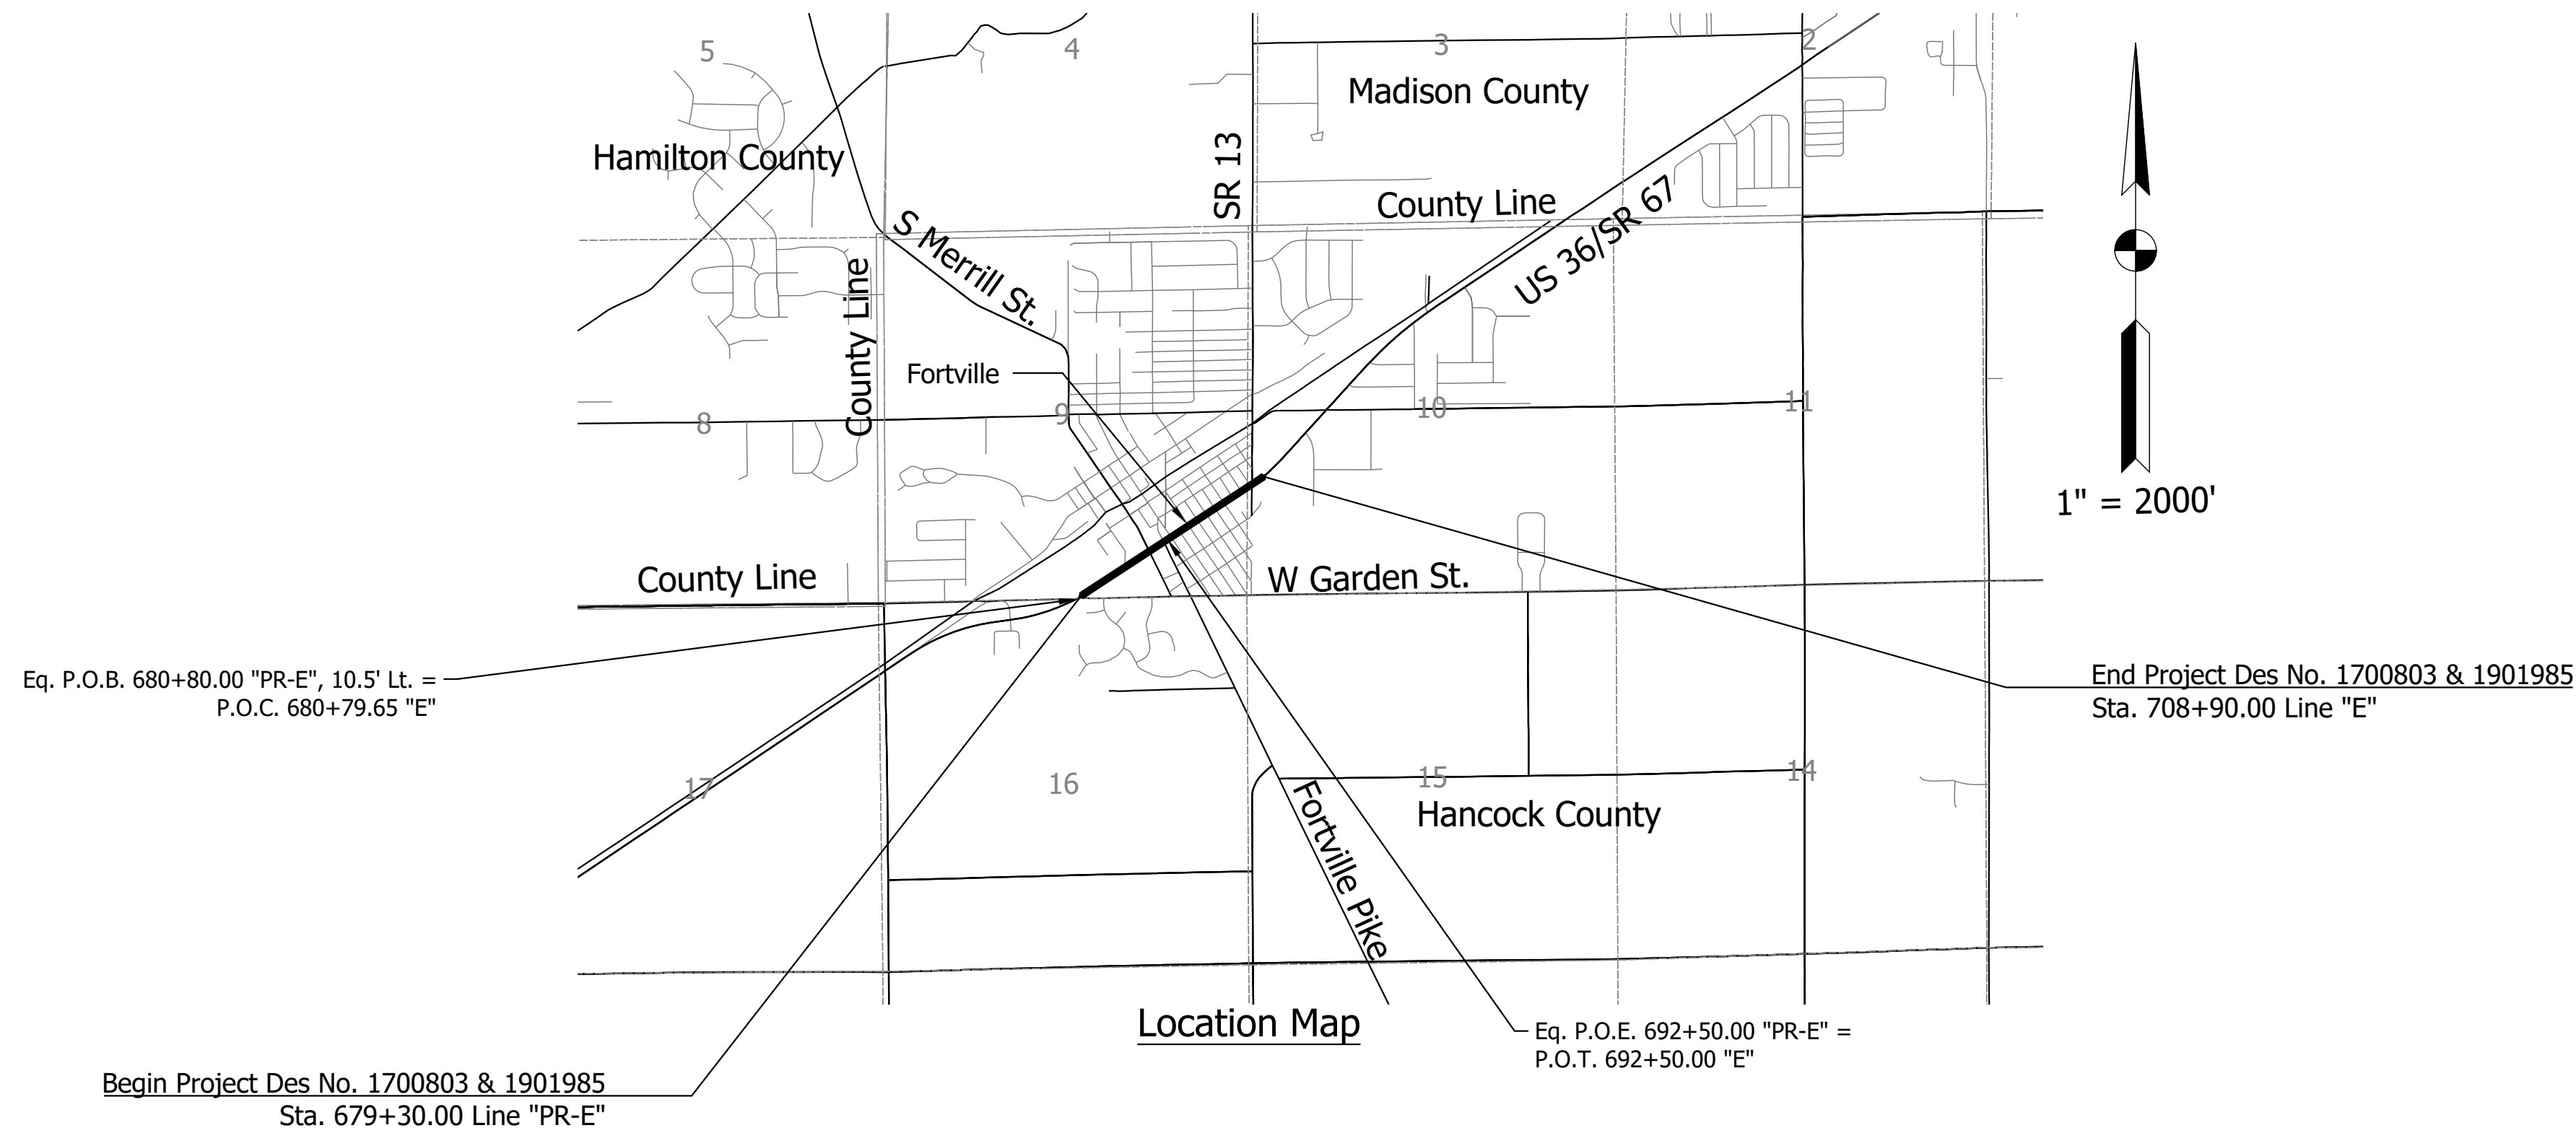 5
4
3
2
Madison County
Hamilton County
SR 13
County Line
US 36/SR 67
S Merrill St.
County Line
1" = 2000'
Fortville
8
9
10
11
County Line
W Garden St.
Eq. P.O.B. 680+80.00 "PR-E", 10.5' Lt. =
P.O.C. 680+79.65 "E"
End Project Des No. 1700803 & 1901985
Sta. 708+90.00 Line "E"
17
16
15
14
Hancock County
Fortville Pike
Location Map
Eq. P.O.E. 692+50.00 "PR-E" =
P.O.T. 692+50.00 "E"
Begin Project Des No. 1700803 & 1901985
Sta. 679+30.00 Line "PR-E"